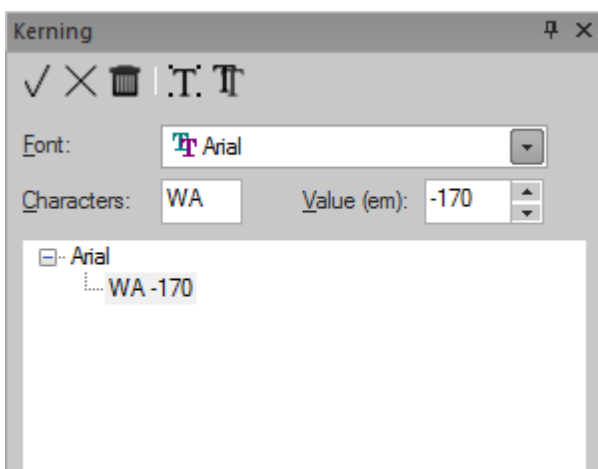 Kerning
Font: Arial
Characters: WA Value (em): -170
Arial
WA -170